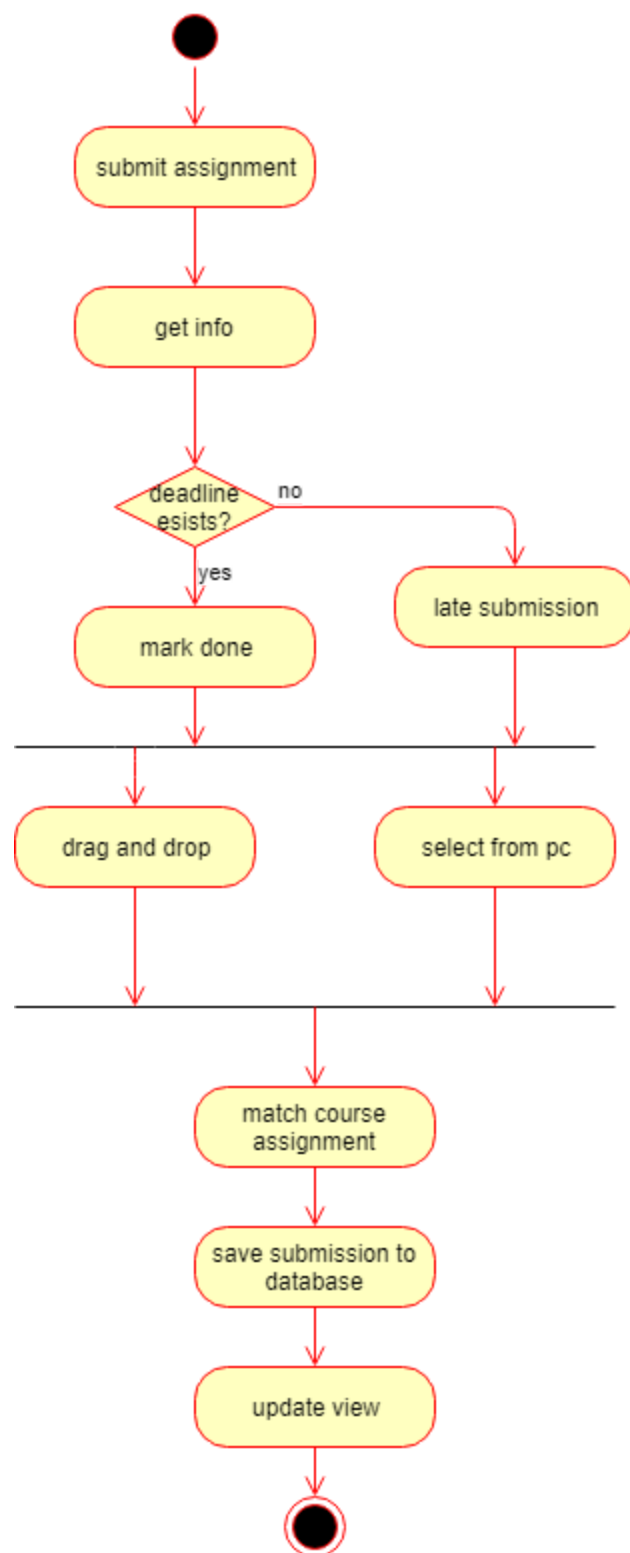 submit assignment
get info
deadline
esists?
no
yes
late submission
mark done
drag and drop
select from pc
match course
assignment
save submission to
database
update view